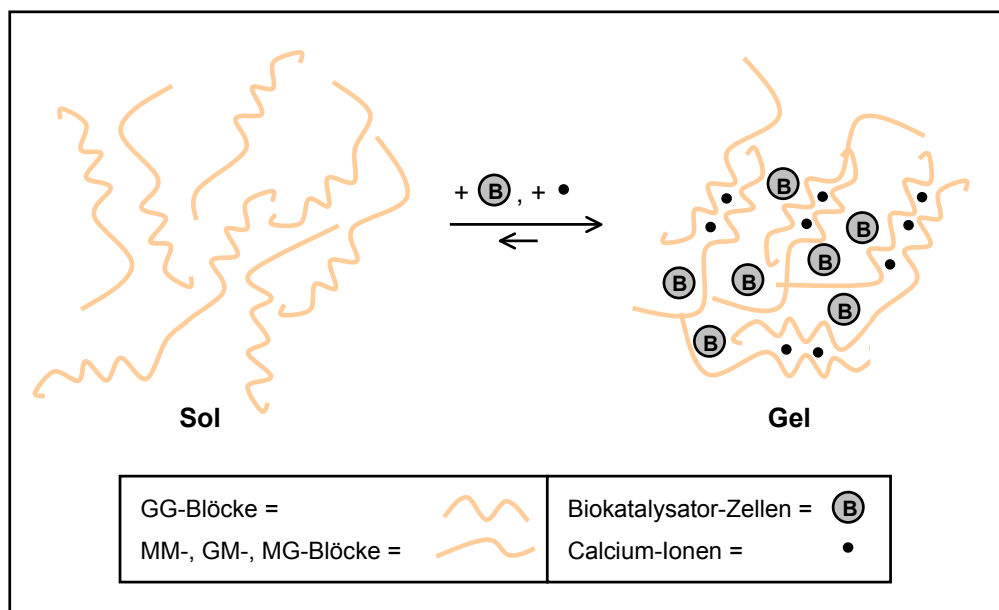 + B , + •
B
B
B
B
B
B
B
Sol
Gel
GG-Blöcke =
MM-, GM-, MG-Blöcke =
Biokatalysator-Zellen = B
Calcium-Ionen = •